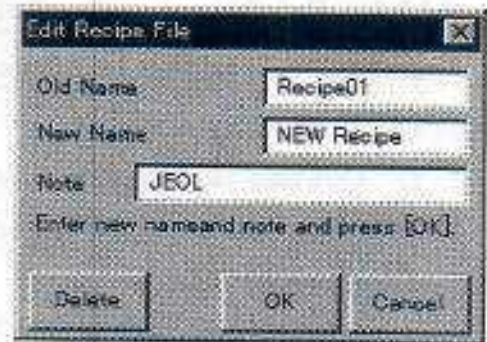 Edit Recipe File
Old Name Recipe01
New Name NEW Recipe
Note JEOL
Enter new nameand note and press [OK].
Delete OK Cancel